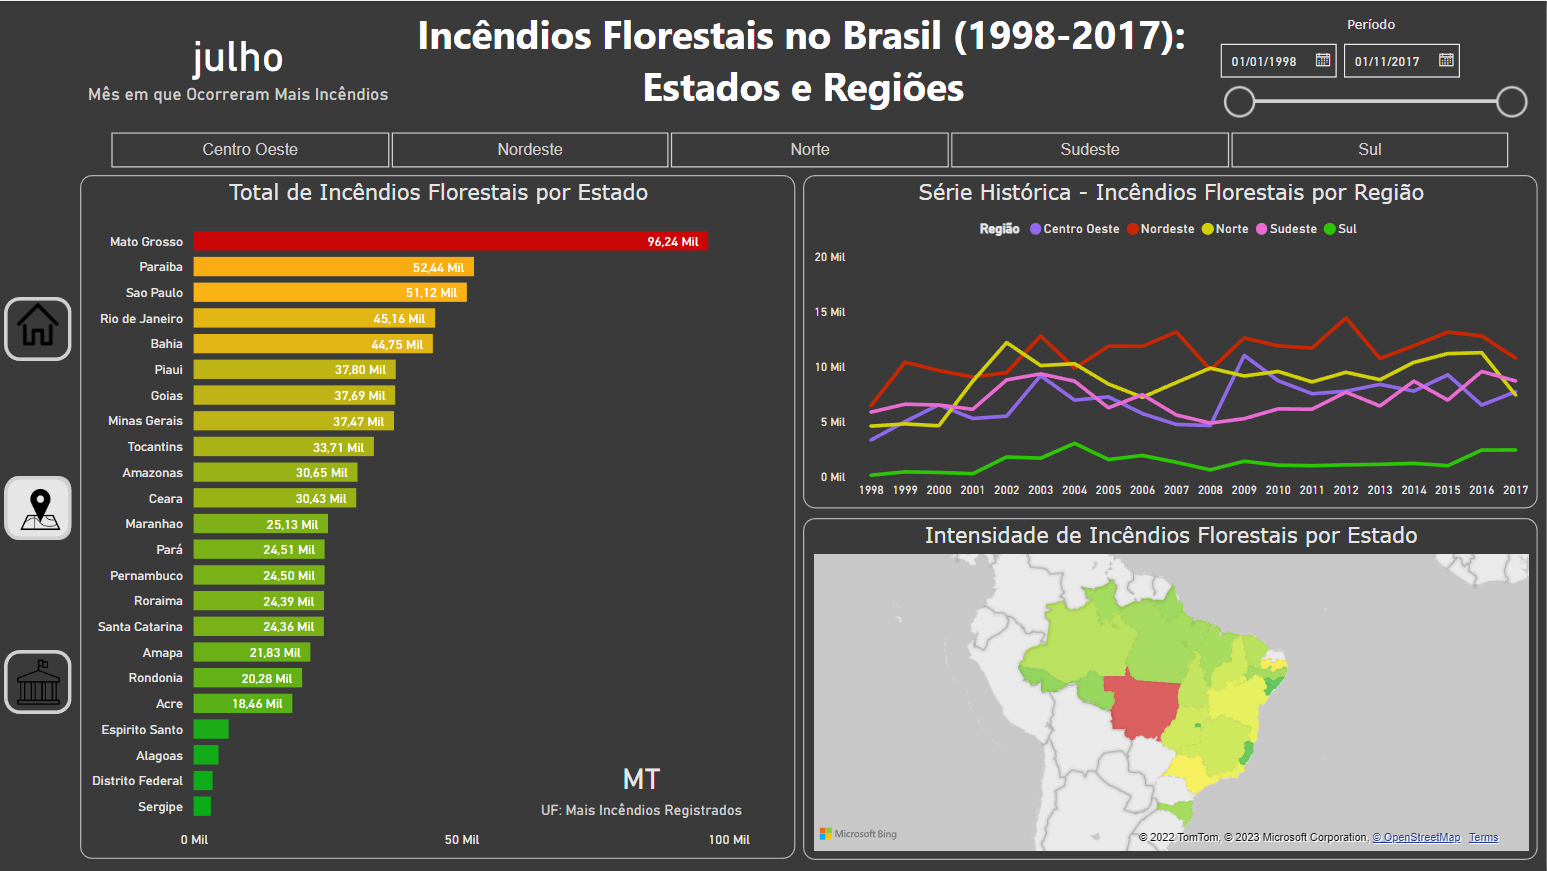 julho
Mês em que Ocorreram Mais Incêndios
Incêndios Florestais no Brasil (1998-2017):
Estados e Regiões
Período
01/01/1998
01/11/2017
Centro Oeste
Nordeste
Norte
Sudeste
Sul
Total de Incêndios Florestais por Estado
Mato Grosso 96,24 Mil
Paraiba 52,44 Mil
Sao Paulo 51,12 Mil
Rio de Janeiro 45,16 Mil
Bahia 44,75 Mil
Piaui 37,80 Mil
Goias 37,69 Mil
Minas Gerais 37,47 Mil
Tocantins 33,71 Mil
Amazonas 30,65 Mil
Ceara 30,43 Mil
Maranhao 25,13 Mil
Pará 24,51 Mil
Pernambuco 24,50 Mil
Roraima 24,39 Mil
Santa Catarina 24,36 Mil
Amapa 21,83 Mil
Rondonia 20,28 Mil
Acre 18,46 Mil
Espirito Santo
Alagoas
Distrito Federal
Sergipe
0 Mil 50 Mil 100 Mil
MT
UF: Mais Incêndios Registrados
Série Histórica - Incêndios Florestais por Região
Região Centro Oeste Nordeste Norte Sudeste Sul
20 Mil
15 Mil
10 Mil
5 Mil
0 Mil
1998 1999 2000 2001 2002 2003 2004 2005 2006 2007 2008 2009 2010 2011 2012 2013 2014 2015 2016 2017
Intensidade de Incêndios Florestais por Estado
Microsoft Bing
© 2022 TomTom, © 2023 Microsoft Corporation, © OpenStreetMap Terms